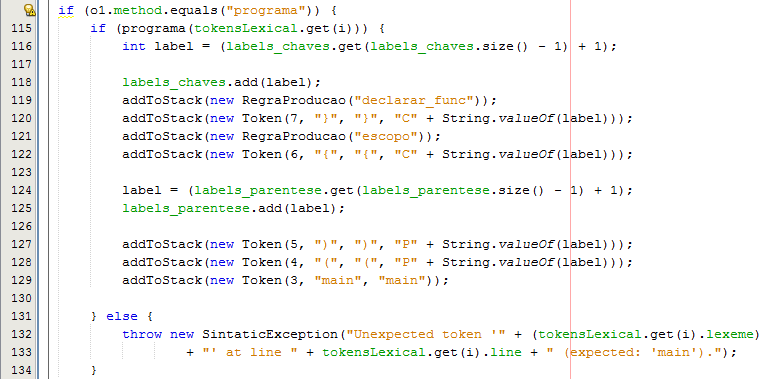 if (o1.method.equals("programa")) {
115 if (programa(tokensLexical.get(i))) {
116 int label = (labels_chaves.get(labels_chaves.size() - 1) + 1);
117
118 labels_chaves.add(label);
119 addToStack(new RegraProducao("declarar_func"));
120 addToStack(new Token(7, "}", "}", "C" + String.valueOf(label)));
121 addToStack(new RegraProducao("escopo"));
122 addToStack(new Token(6, "{", "{", "C" + String.valueOf(label)));
123
124 label = (labels_parentese.get(labels_parentese.size() - 1) + 1);
125 labels_parentese.add(label);
126
127 addToStack(new Token(5, ")", ")", "P" + String.valueOf(label)));
128 addToStack(new Token(4, "(", "(", "P" + String.valueOf(label)));
129 addToStack(new Token(3, "main", "main"));
130
131 } else {
132 throw new SintaticException("Unexpected token '" + (tokensLexical.get(i).lexeme)
133 + "' at line " + tokensLexical.get(i).line + " (expected: 'main').");
134 }